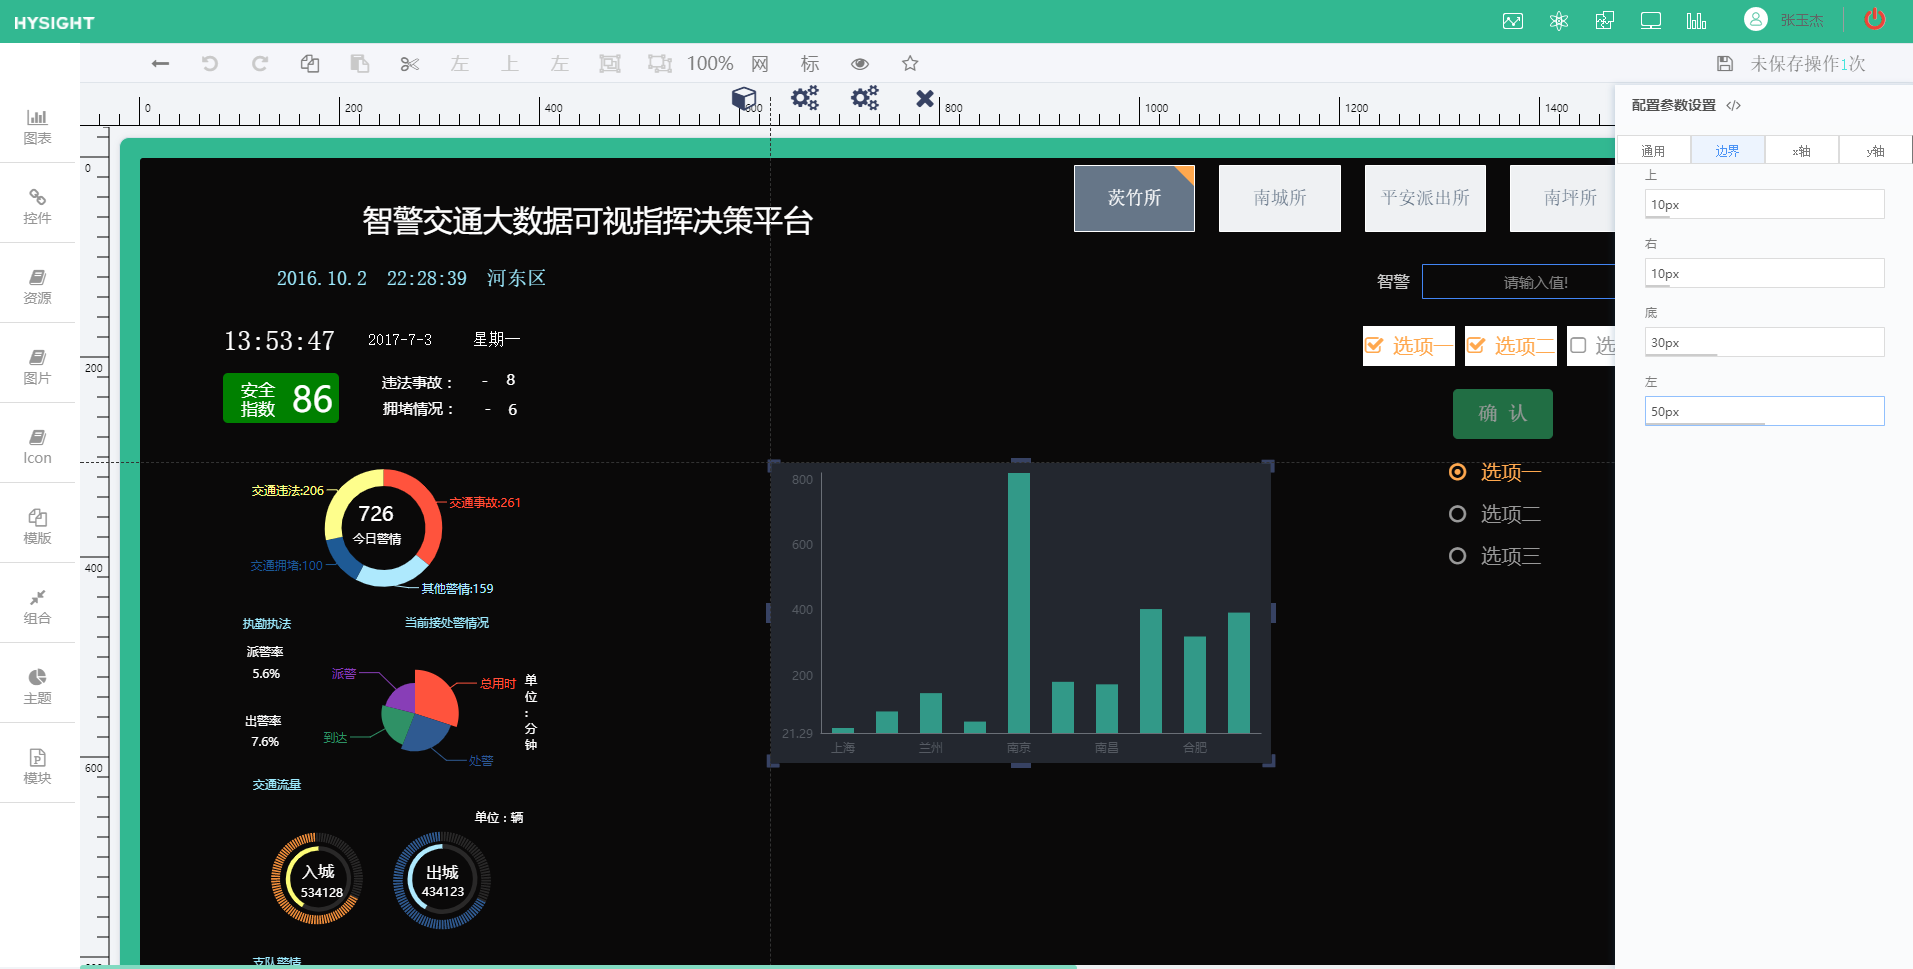 HYSIGHT
张玉杰
左 上 左 100% 网 标
未保存操作1次
0 200 400 600 800 1000 1200 1400
配置参数设置 </>
通用 边界 x轴 y轴
上
10px
右
10px
底
30px
左
50px
图表
控件
资源
图片
Icon
模版
组合
主题
模块
0
200
400
600
智警交通大数据可视指挥决策平台
茨竹所 南城所 平安派出所 南坪所
2016.10.2 22:28:39 河东区
智警 请输入值!
13:53:47 2017-7-3 星期一
选项一 选项二 选
安全
指数 86
违法事故： - 8
拥堵情况： - 6
确 认
选项一
选项二
选项三
交通违法:206
交通事故:261
726
今日警情
交通拥堵:100
其他警情:159
800
600
400
200
21.29
上海 兰州 南京 南昌 合肥
执勤执法 当前接处警情况
派警率
5.6%
出警率
7.6%
派警
总用时
到达
处警
单
位
:
分
钟
交通流量
单位：辆
入城
534128
出城
434123
支队警情